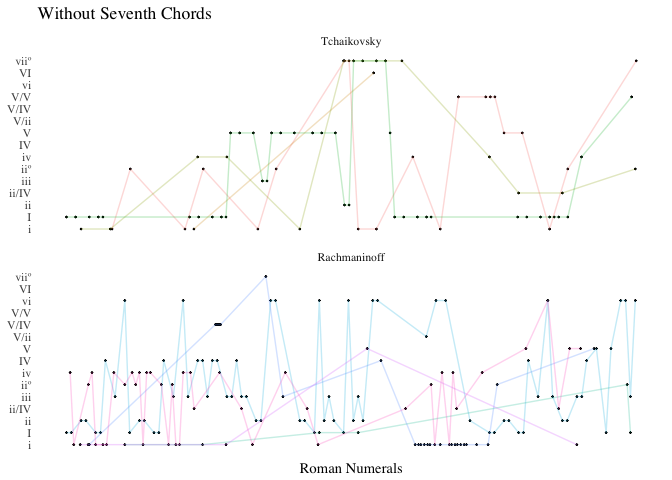 Without Seventh Chords
Tchaikovsky
vii°
VI
vi
V/V
V/IV
V/ii
V
IV
iv
ii°
iii
ii/IV
ii
I
i
Rachmaninoff
vii°
VI
vi
V/V
V/IV
V/ii
V
IV
iv
ii°
iii
ii/IV
ii
I
i
Roman Numerals